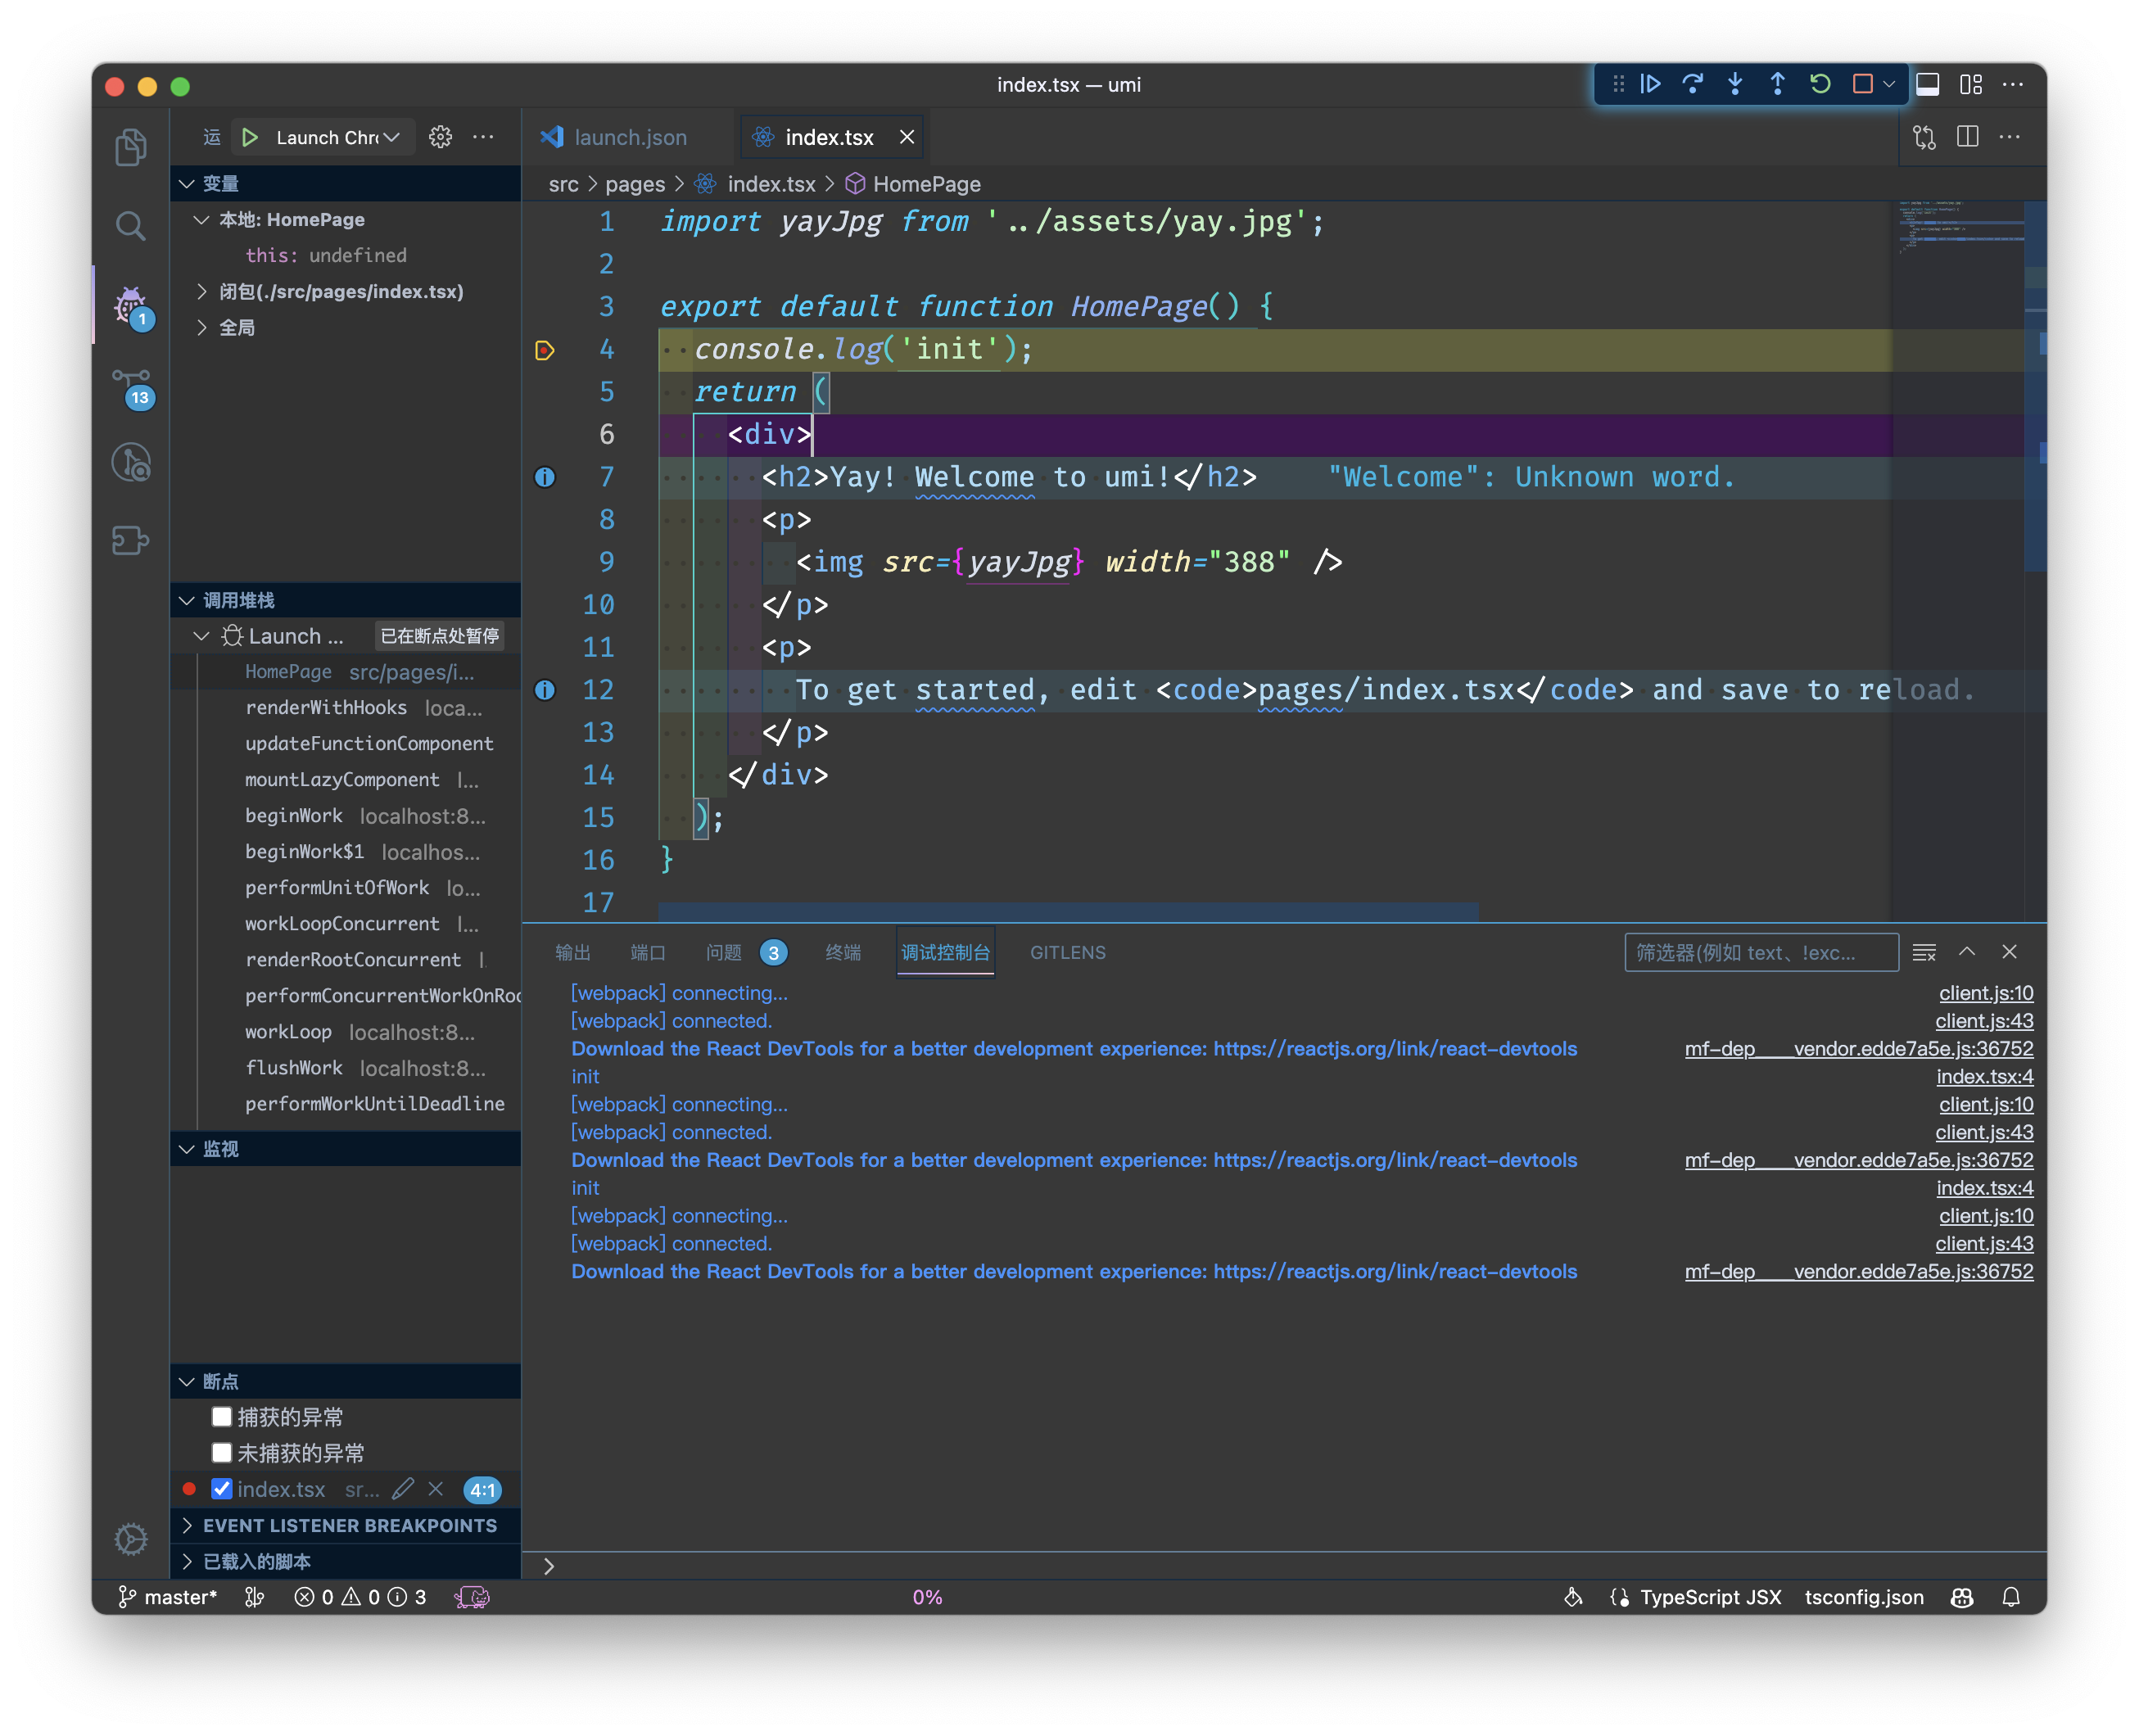 index.tsx — umi
运
Launch Chr
变量
本地: HomePage
this: undefined
闭包(./src/pages/index.tsx)
全局
1
13
调用堆栈
Launch ...
已在断点处暂停
HomePage src/pages/i...
renderWithHooks loca...
updateFunctionComponent
mountLazyComponent l...
beginWork localhost:8...
beginWork$1 localhos...
performUnitOfWork lo...
workLoopConcurrent l...
renderRootConcurrent l
performConcurrentWorkOnRoo
workLoop localhost:8...
flushWork localhost:8...
performWorkUntilDeadline
监视
断点
捕获的异常
未捕获的异常
index.tsx sr... 4:1
EVENT LISTENER BREAKPOINTS
已载入的脚本
launch.json
index.tsx
src > pages > index.tsx > HomePage
1 import yayJpg from '../assets/yay.jpg';
2
3 export default function HomePage() {
4 console.log('init');
5 return (
6 <div>
7 <h2>Yay! Welcome to umi!</h2> "Welcome": Unknown word.
8 <p>
9 <img src={yayJpg} width="388" />
10 </p>
11 <p>
12 To get started, edit <code>pages/index.tsx</code> and save to reload.
13 </p>
14 </div>
15 );
16 }
17
输出 端口 问题 3 终端 调试控制台 GITLENS
筛选器(例如 text、!exc...
[webpack] connecting... client.js:10
[webpack] connected. client.js:43
Download the React DevTools for a better development experience: https://reactjs.org/link/react-devtools mf-dep____vendor.edde7a5e.js:36752
init index.tsx:4
[webpack] connecting... client.js:10
[webpack] connected. client.js:43
Download the React DevTools for a better development experience: https://reactjs.org/link/react-devtools mf-dep____vendor.edde7a5e.js:36752
init index.tsx:4
[webpack] connecting... client.js:10
[webpack] connected. client.js:43
Download the React DevTools for a better development experience: https://reactjs.org/link/react-devtools mf-dep____vendor.edde7a5e.js:36752
master* 0 0 3 0% TypeScript JSX tsconfig.json